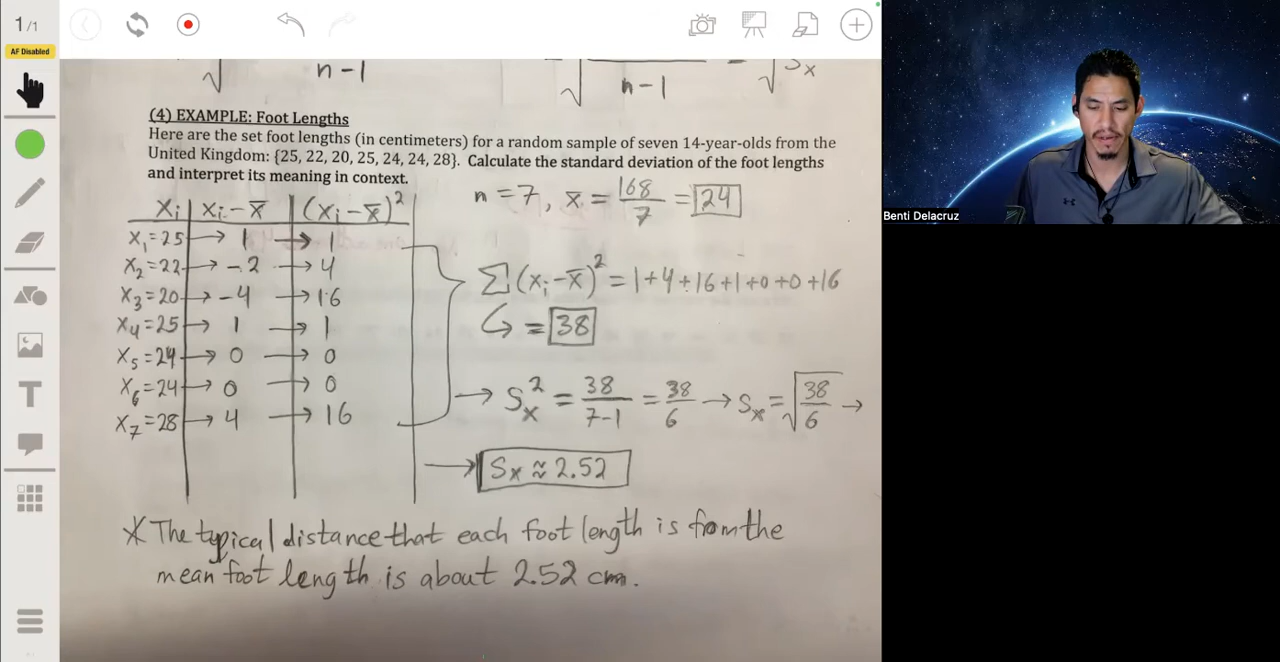 1/1
AF Disabled
n-1
n-1
Sx
(4) EXAMPLE: Foot Lengths
Here are the set foot lengths (in centimeters) for a random sample of seven 14-year-olds from the
United Kingdom: {25, 22, 20, 25, 24, 24, 28}. Calculate the standard deviation of the foot lengths
and interpret its meaning in context.
n = 7, x̄ = 168/7 = 24
Xi | Xi - x̄ | (Xi - x̄)²
X₁ = 25 → 1 → 1
X₂ = 22 → -2 → 4
X₃ = 20 → -4 → 16
X₄ = 25 → 1 → 1
X₅ = 24 → 0 → 0
X₆ = 24 → 0 → 0
X₇ = 28 → 4 → 16
∑(Xi - x̄)² = 1+4+16+1+0+0+16
↪ = 38
→ Sx² = 38/7-1 = 38/6 → Sx = √38/6 →
→ Sx ≈ 2.52
* The typical distance that each foot length is from the
mean foot length is about 2.52 cm.
Benti Delacruz
T